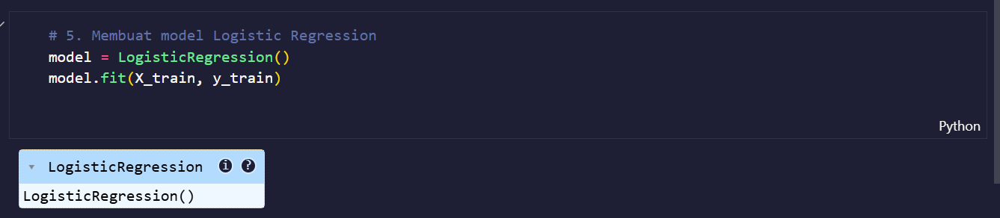 # 5. Membuat model Logistic Regression
model = LogisticRegression()
model.fit(X_train, y_train)
Python
LogisticRegression i ?
LogisticRegression()